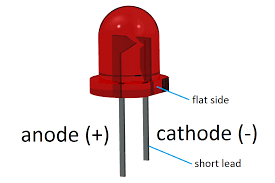 flat side
anode (+)
cathode (-)
short lead